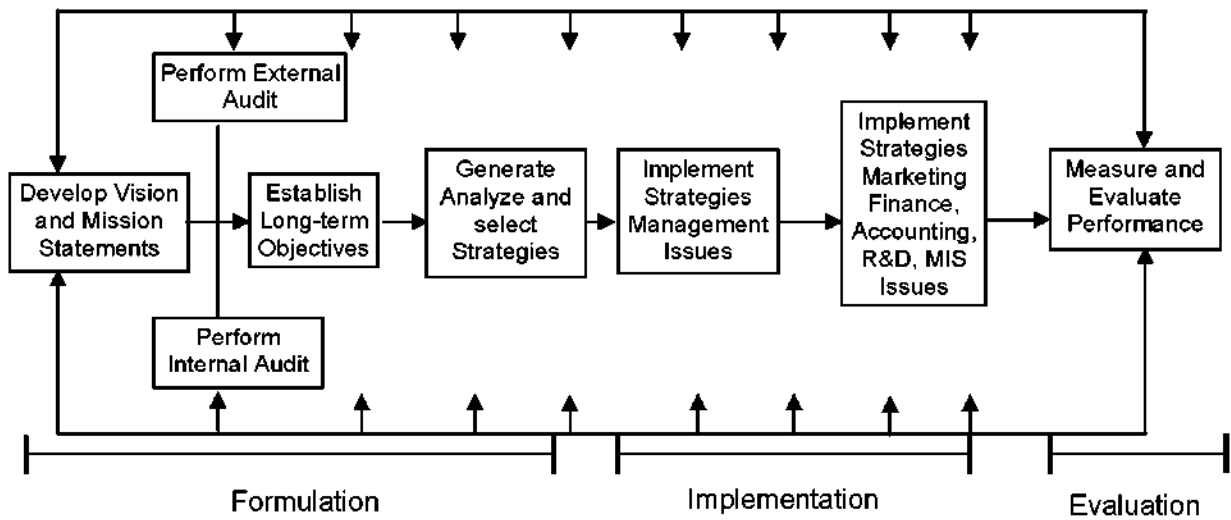 Perform External
Audit
Develop Vision
and Mission
Statements
Establish
Long-term
Objectives
Generate
Analyze and
select
Strategies
Implement
Strategies
Management
Issues
Implement
Strategies
Marketing
Finance,
Accounting,
R&D, MIS
Issues
Measure and
Evaluate
Performance
Perform
Internal Audit
Formulation
Implementation
Evaluation